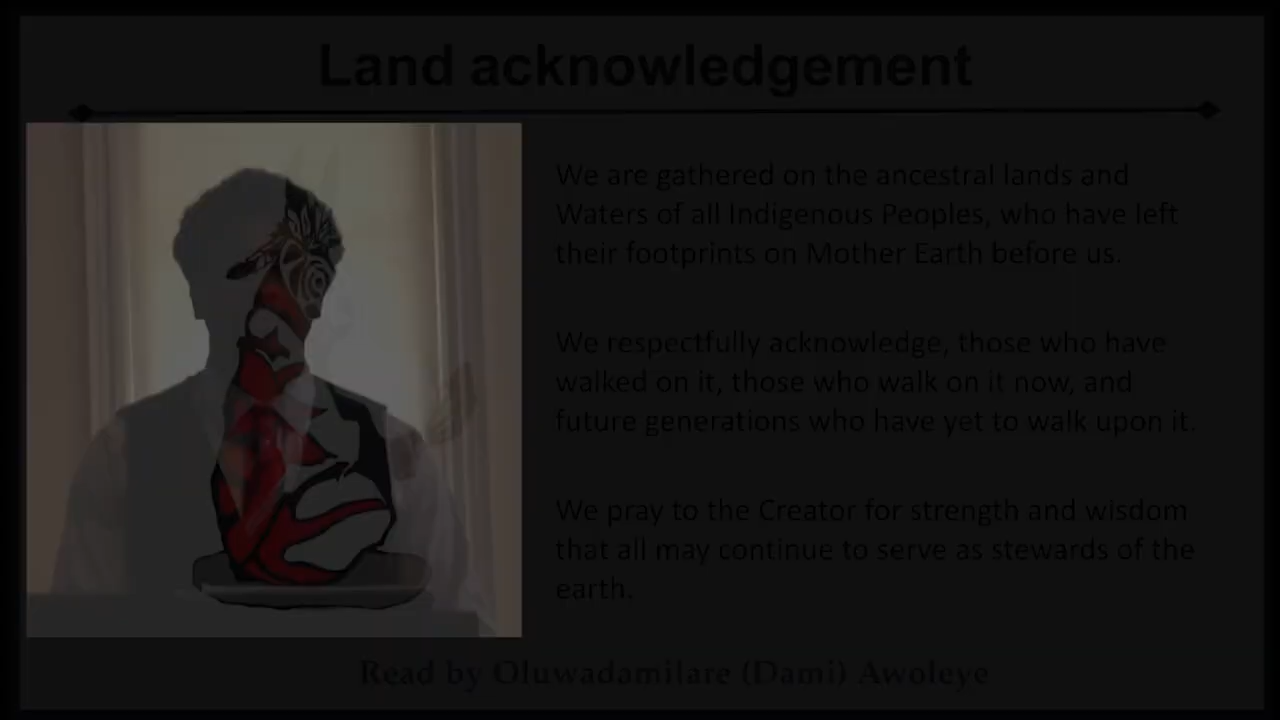 Land acknowledgement
We are gathered on the ancestral lands and
Waters of all Indigenous Peoples, who have left
their footprints on Mother Earth before us.
We respectfully acknowledge, those who have
walked on it, those who walk on it now, and
future generations who have yet to walk upon it.
We pray to the Creator for strength and wisdom
that all may continue to serve as stewards of the
earth.
Read by Oluwadamilare (Dami) Awoleye